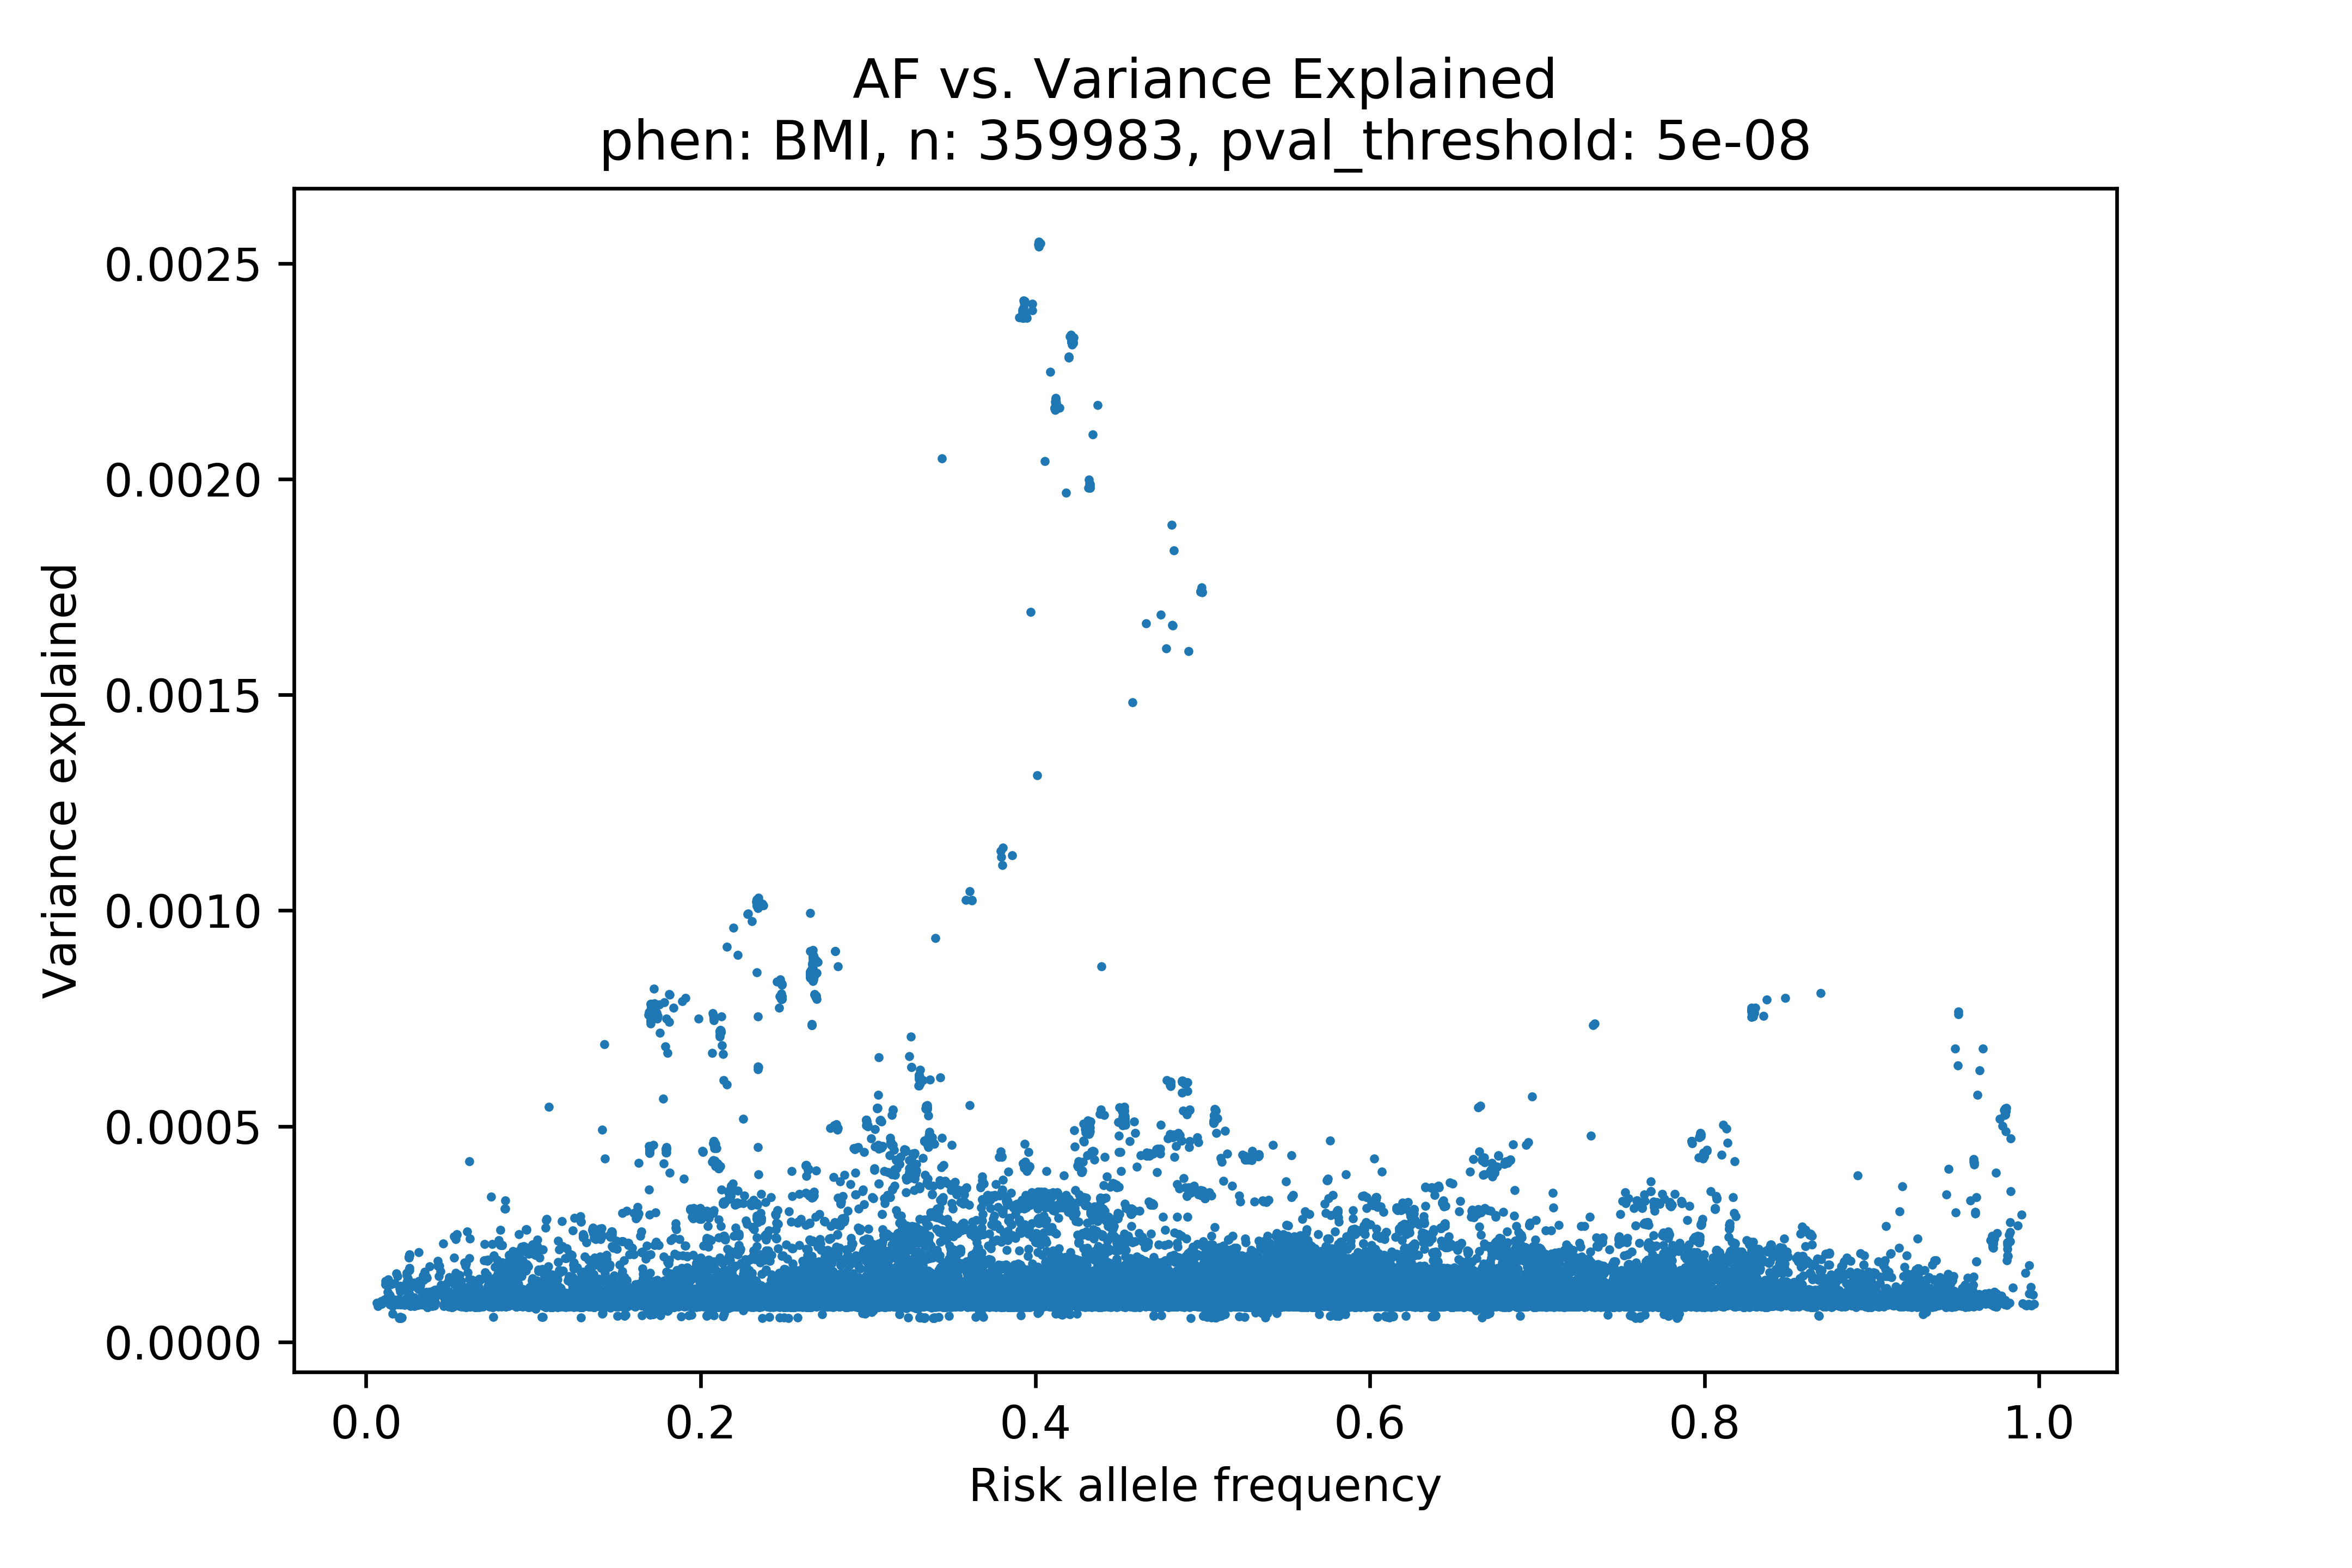 AF vs. Variance Explained
phen: BMI, n: 359983, pval_threshold: 5e-08
Variance explained
0.0025
0.0020
0.0015
0.0010
0.0005
0.0000
0.0 0.2 0.4 0.6 0.8 1.0
Risk allele frequency